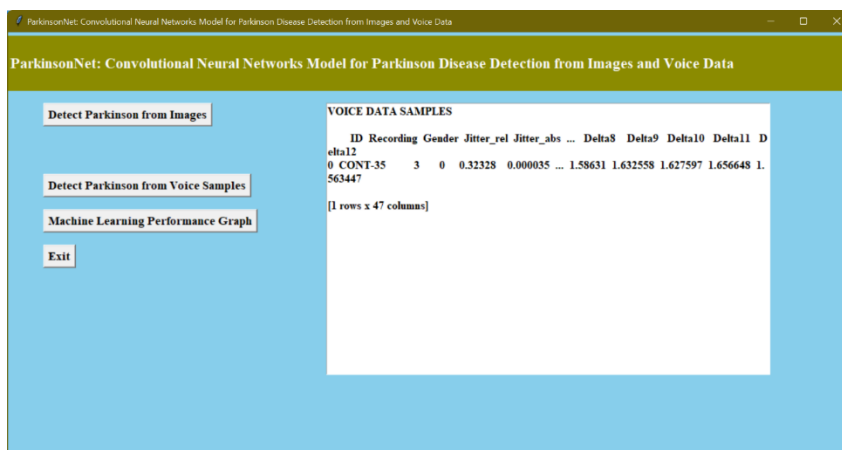 ParkinsonNet: Convolutional Neural Networks Model for Parkinson Disease Detection from Images and Voice Data
ParkinsonNet: Convolutional Neural Networks Model for Parkinson Disease Detection from Images and Voice Data
Detect Parkinson from Images
Detect Parkinson from Voice Samples
Machine Learning Performance Graph
Exit
VOICE DATA SAMPLES
ID Recording Gender Jitter_rel Jitter_abs ... Delta8 Delta9 Delta10 Delta11 D
elta12
0 CONT-35 3 0 0.32328 0.000035 ... 1.58631 1.632558 1.627597 1.656648 1.
563447
[1 rows x 47 columns]